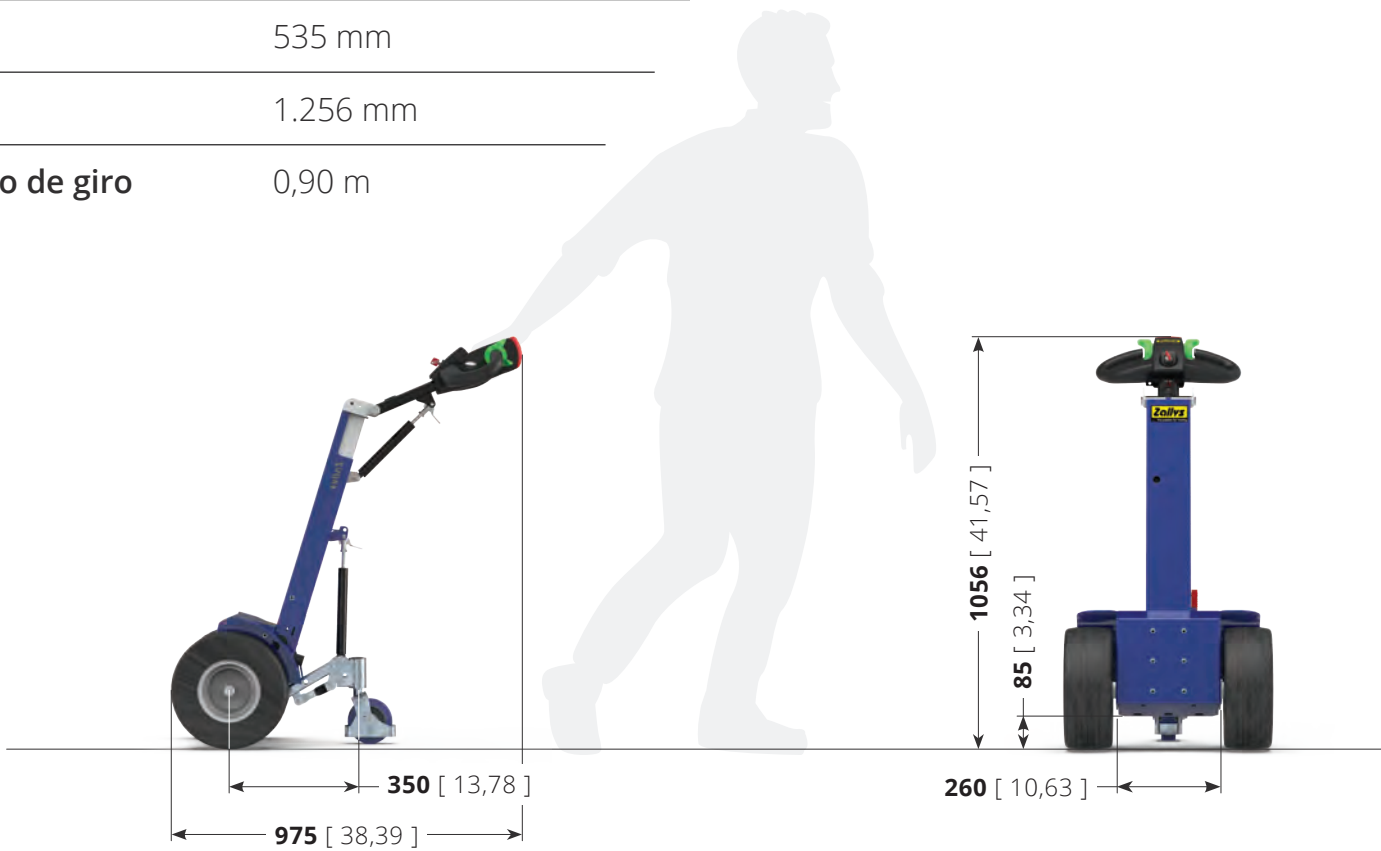 535 mm
1.256 mm
o de giro 0,90 m
1056 [ 41,57 ]
85 [ 3,34 ]
350 [ 13,78 ]
260 [ 10,63 ]
975 [ 38,39 ]
Zallys